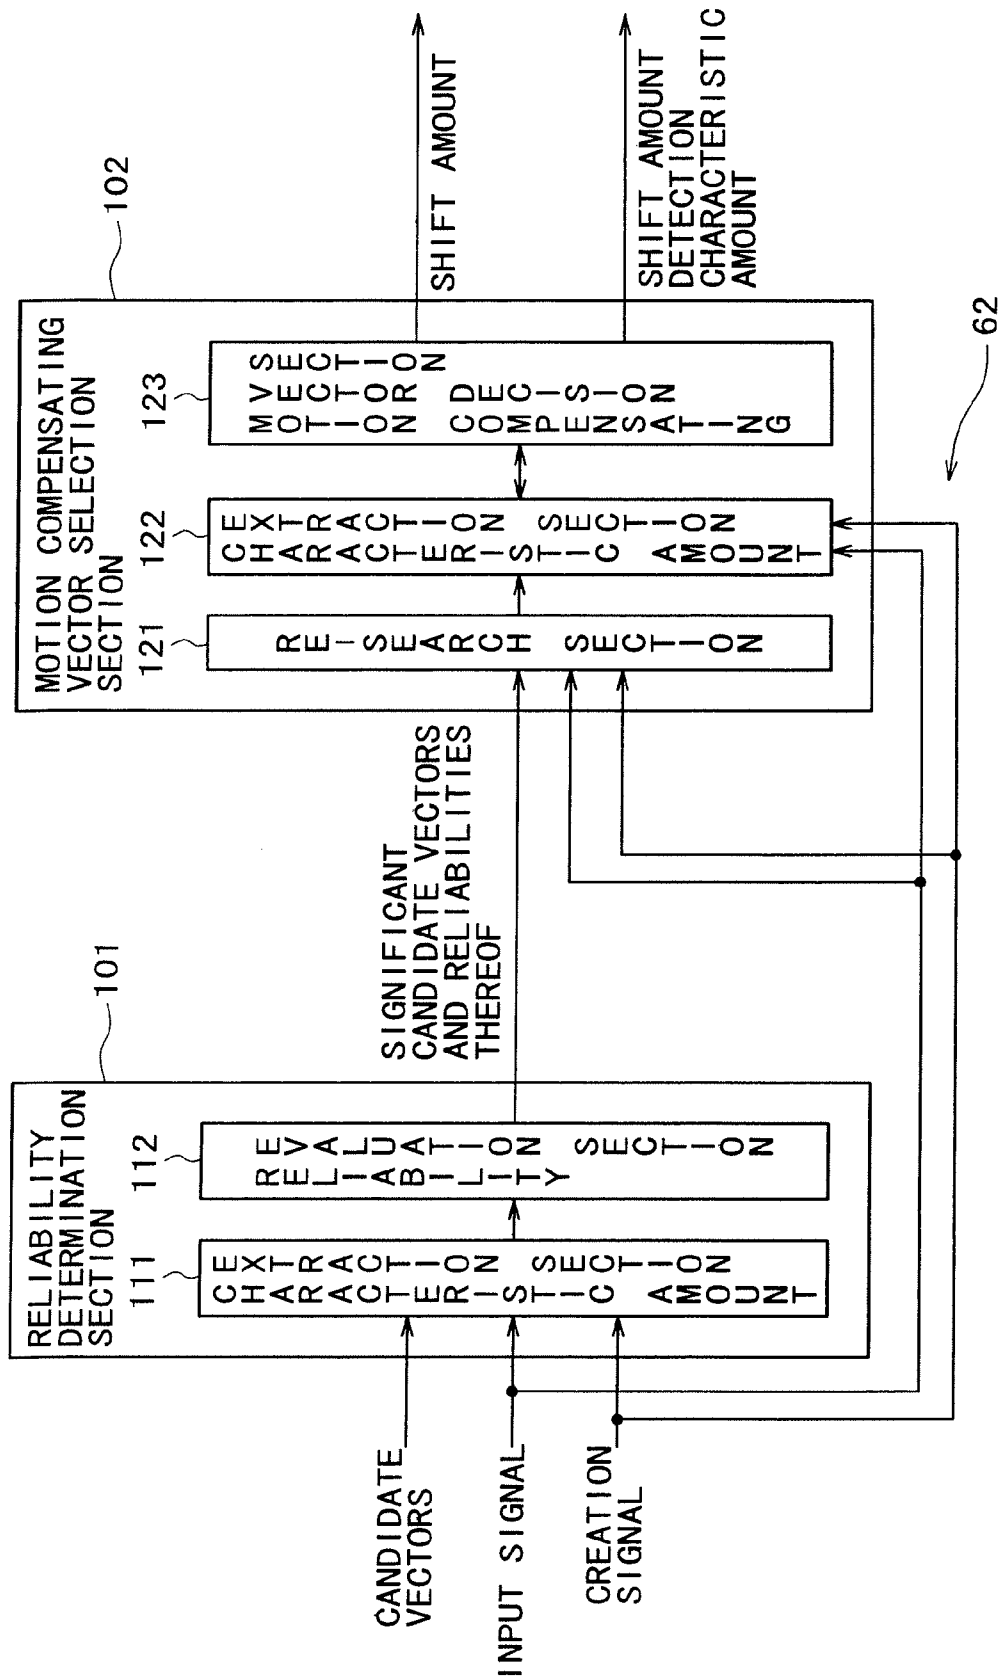 RELIABILITY
DETERMINATION
SECTION
101
111
CHARACTERISTIC AMOUNT
EXTRACTION SECTION
112
RELIABILITY
EVALUATION SECTION
CANDIDATE
VECTORS
INPUT SIGNAL
CREATION
SIGNAL
SIGNIFICANT
CANDIDATE VECTORS
AND RELIABILITIES
THEREOF
MOTION COMPENSATING
VECTOR SELECTION
SECTION
102
121
RE-SEARCH SECTION
122
CHARACTERISTIC AMOUNT
EXTRACTION SECTION
123
MOTION COMPENSATING
VECTOR DECISION
SECTION
SHIFT AMOUNT
SHIFT AMOUNT
DETECTION
CHARACTERISTIC
AMOUNT
62